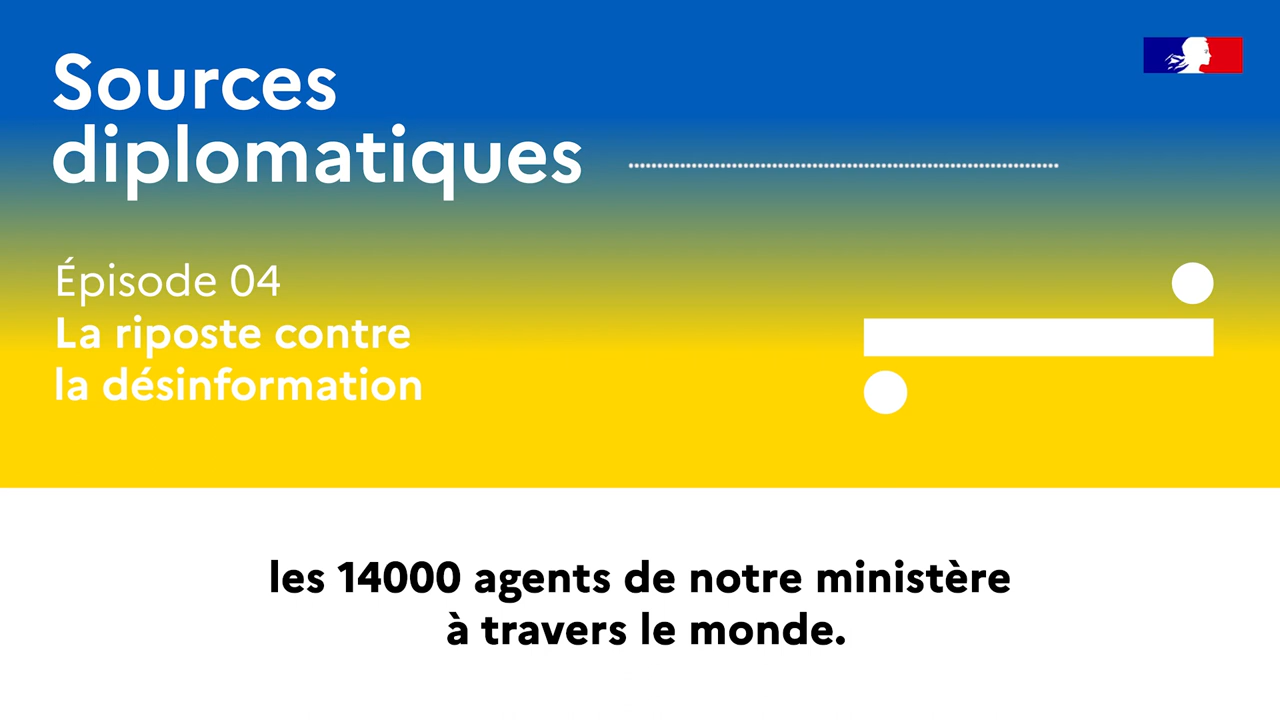 Sources
diplomatiques
Épisode 04
La riposte contre
la désinformation
les 14000 agents de notre ministère
à travers le monde.